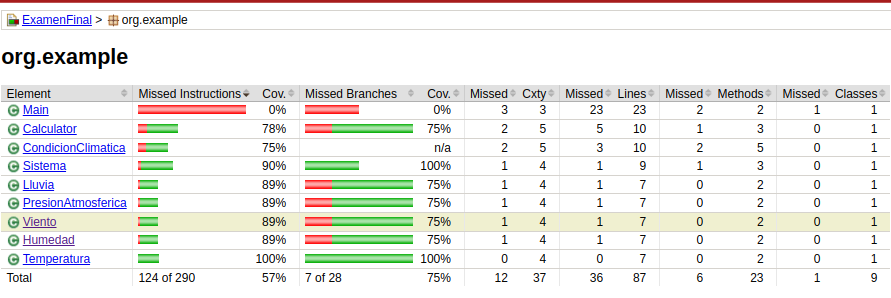 ExamenFinal > org.example
org.example
Element Missed Instructions Cov. Missed Branches Cov. Missed Cxty Missed Lines Missed Methods Missed Classes
Main 0% 0% 3 3 23 23 2 2 1 1
Calculator 78% 75% 2 5 5 10 1 3 0 1
CondicionClimatica 75% n/a 2 5 3 10 2 5 0 1
Sistema 90% 100% 1 4 1 9 1 3 0 1
Lluvia 89% 75% 1 4 1 7 0 2 0 1
PresionAtmosferica 89% 75% 1 4 1 7 0 2 0 1
Viento 89% 75% 1 4 1 7 0 2 0 1
Humedad 89% 75% 1 4 1 7 0 2 0 1
Temperatura 100% 100% 0 4 0 7 0 2 0 1
Total 124 of 290 57% 7 of 28 75% 12 37 36 87 6 23 1 9